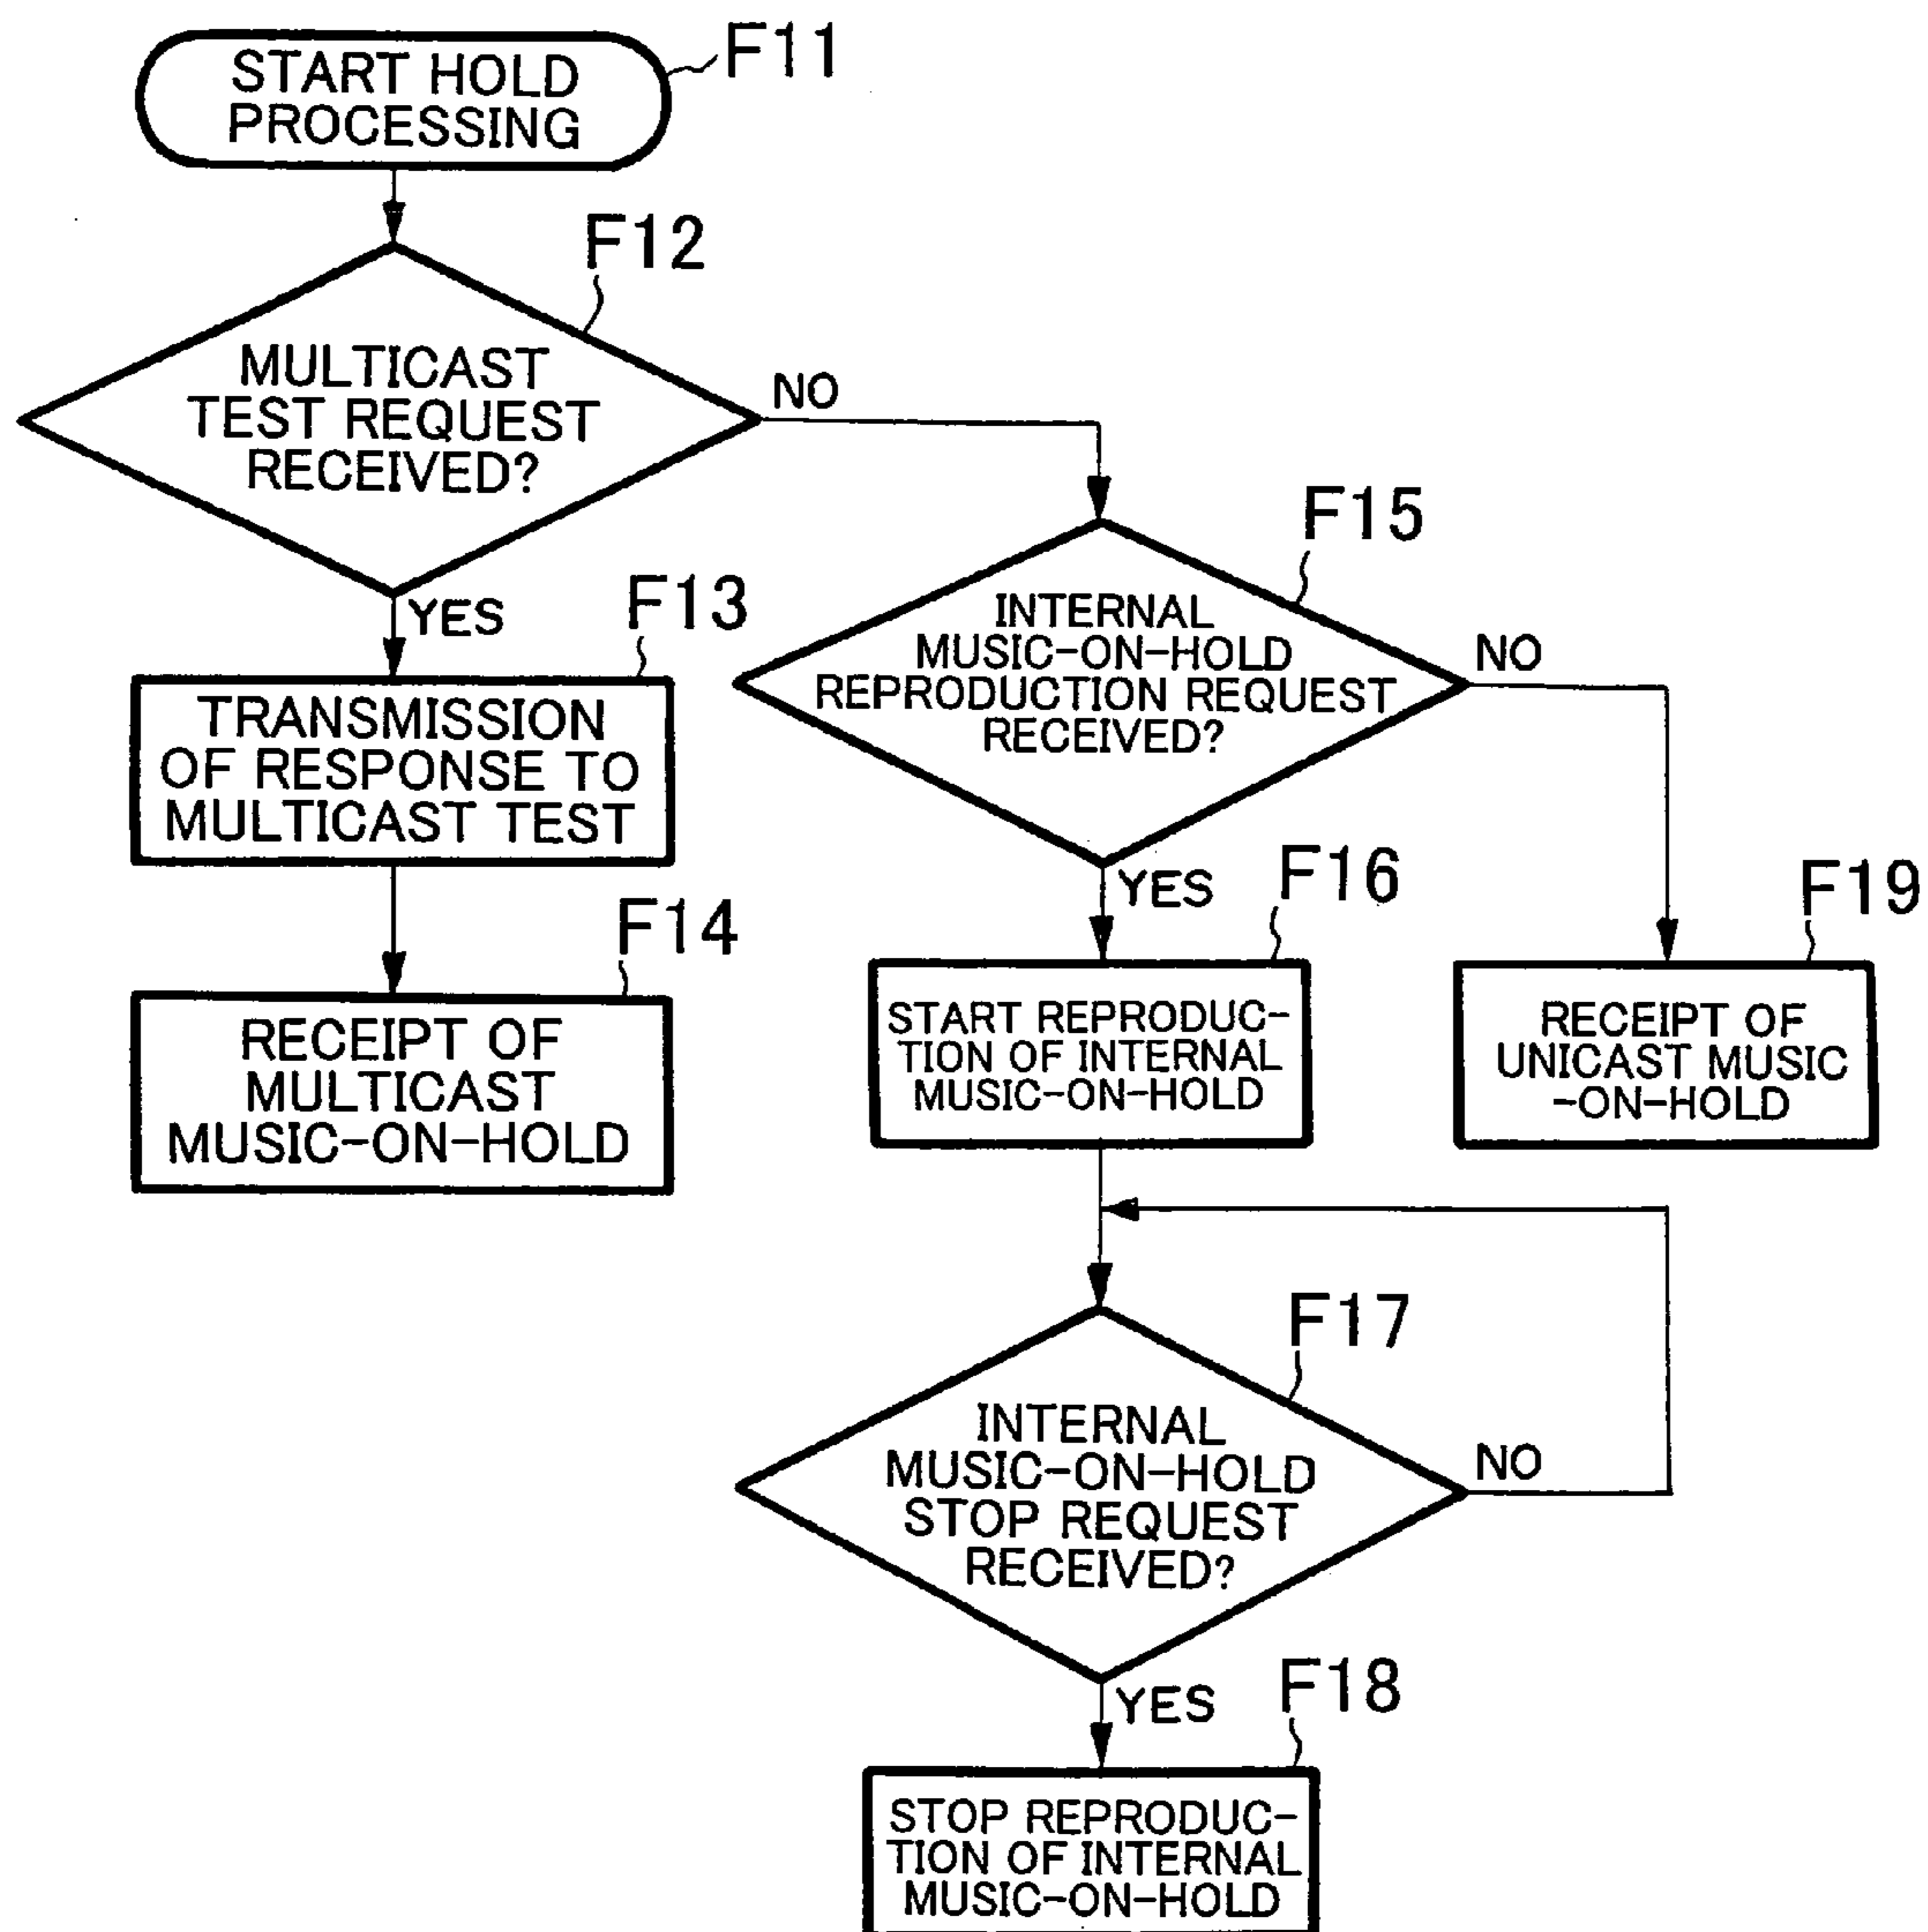 START HOLD
PROCESSING
F11
F12
MULTICAST
TEST REQUEST
RECEIVED?
NO
YES
F13
TRANSMISSION
OF RESPONSE TO
MULTICAST TEST
F14
RECEIPT OF
MULTICAST
MUSIC-ON-HOLD
F15
INTERNAL
MUSIC-ON-HOLD
REPRODUCTION REQUEST
RECEIVED?
NO
YES
F16
START REPRODUC-
TION OF INTERNAL
MUSIC-ON-HOLD
F19
RECEIPT OF
UNICAST MUSIC
-ON-HOLD
F17
INTERNAL
MUSIC-ON-HOLD
STOP REQUEST
RECEIVED?
NO
YES
F18
STOP REPRODUC-
TION OF INTERNAL
MUSIC-ON-HOLD